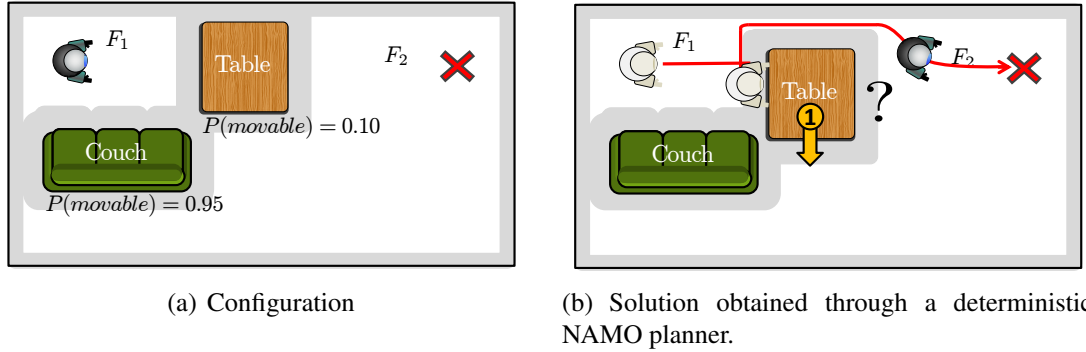 F₁
Table
F₂
P(movable) = 0.10
Couch
P(movable) = 0.95
(a) Configuration
F₁
F₂
Table
?
1
Couch
(b) Solution obtained through a deterministic
NAMO planner.